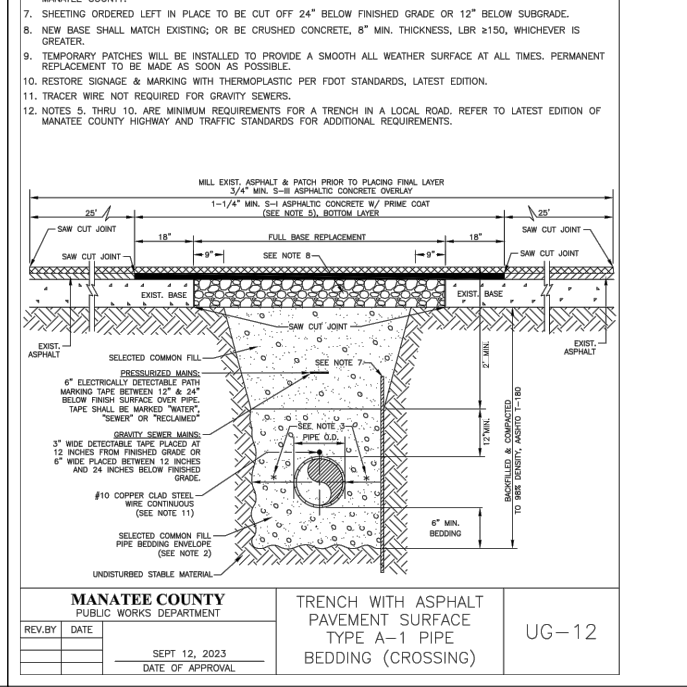 MANATEE COUNTY.
7. SHEETING ORDERED LEFT IN PLACE TO BE CUT OFF 24" BELOW FINISHED GRADE OR 12" BELOW SUBGRADE.
8. NEW BASE SHALL MATCH EXISTING; OR BE CRUSHED CONCRETE, 8" MIN. THICKNESS, LBR ≥150, WHICHEVER IS
GREATER.
9. TEMPORARY PATCHES WILL BE INSTALLED TO PROVIDE A SMOOTH ALL WEATHER SURFACE AT ALL TIMES. PERMANENT
REPLACEMENT TO BE MADE AS SOON AS POSSIBLE.
10. RESTORE SIGNAGE & MARKING WITH THERMOPLASTIC PER FDOT STANDARDS, LATEST EDITION.
11. TRACER WIRE NOT REQUIRED FOR GRAVITY SEWERS.
12. NOTES 5. THRU 10. ARE MINIMUM REQUIREMENTS FOR A TRENCH IN A LOCAL ROAD. REFER TO LATEST EDITION OF
MANATEE COUNTY HIGHWAY AND TRAFFIC STANDARDS FOR ADDITIONAL REQUIREMENTS.
MILL EXIST. ASPHALT & PATCH PRIOR TO PLACING FINAL LAYER
3/4" MIN. S-III ASPHALTIC CONCRETE OVERLAY
1-1/4" MIN. S-I ASPHALTIC CONCRETE W/ PRIME COAT
(SEE NOTE 5), BOTTOM LAYER
25'
25'
SAW CUT JOINT
SAW CUT JOINT
18"
FULL BASE REPLACEMENT
18"
SAW CUT JOINT
9"
SEE NOTE 8
9"
SAW CUT JOINT
EXIST. BASE
EXIST. BASE
SAW CUT JOINT
EXIST.
ASPHALT
EXIST.
ASPHALT
SELECTED COMMON FILL
SEE NOTE 7
2' MIN.
PRESSURIZED MAINS:
6" ELECTRICALLY DETECTABLE PATH
MARKING TAPE BETWEEN 12" & 24"
BELOW FINISH SURFACE OVER PIPE.
TAPE SHALL BE MARKED "WATER",
"SEWER" OR "RECLAIMED"
GRAVITY SEWER MAINS:
3" WIDE DETECTABLE TAPE PLACED AT
12 INCHES FROM FINISHED GRADE OR
6" WIDE PLACED BETWEEN 12 INCHES
AND 24 INCHES BELOW FINISHED
GRADE.
SEE NOTE 3
PIPE O.D.
12"MIN.
BACKFILLED & COMPACTED
TO 98% DENSITY, AASHTO T-180
* *
#10 COPPER CLAD STEEL
WIRE CONTINUOUS
(SEE NOTE 11)
6" MIN.
BEDDING
SELECTED COMMON FILL
PIPE BEDDING ENVELOPE
(SEE NOTE 2)
UNDISTURBED STABLE MATERIAL
MANATEE COUNTY
PUBLIC WORKS DEPARTMENT
REV.BY DATE
SEPT 12, 2023
DATE OF APPROVAL
TRENCH WITH ASPHALT
PAVEMENT SURFACE
TYPE A-1 PIPE
BEDDING (CROSSING)
UG-12